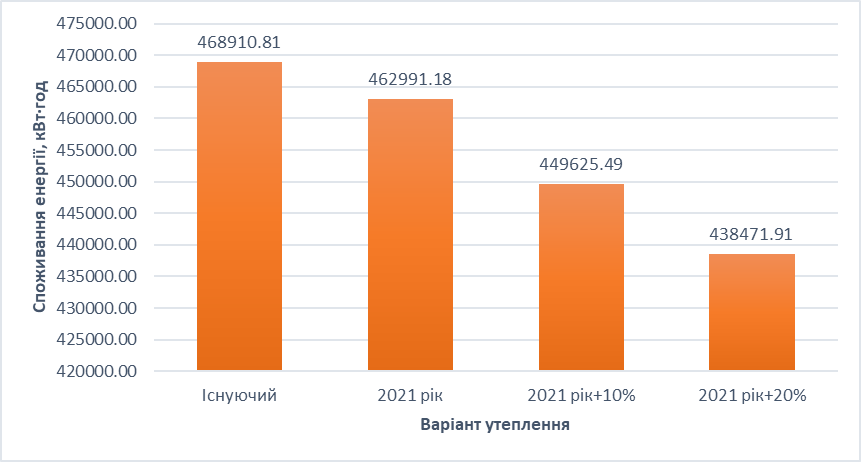 475000.00
470000.00
465000.00
460000.00
455000.00
450000.00
445000.00
440000.00
435000.00
430000.00
425000.00
420000.00
Споживання енергії, кВт·год
468910.81
462991.18
449625.49
438471.91
Існуючий
2021 рік
2021 рік+10%
2021 рік+20%
Варіант утеплення